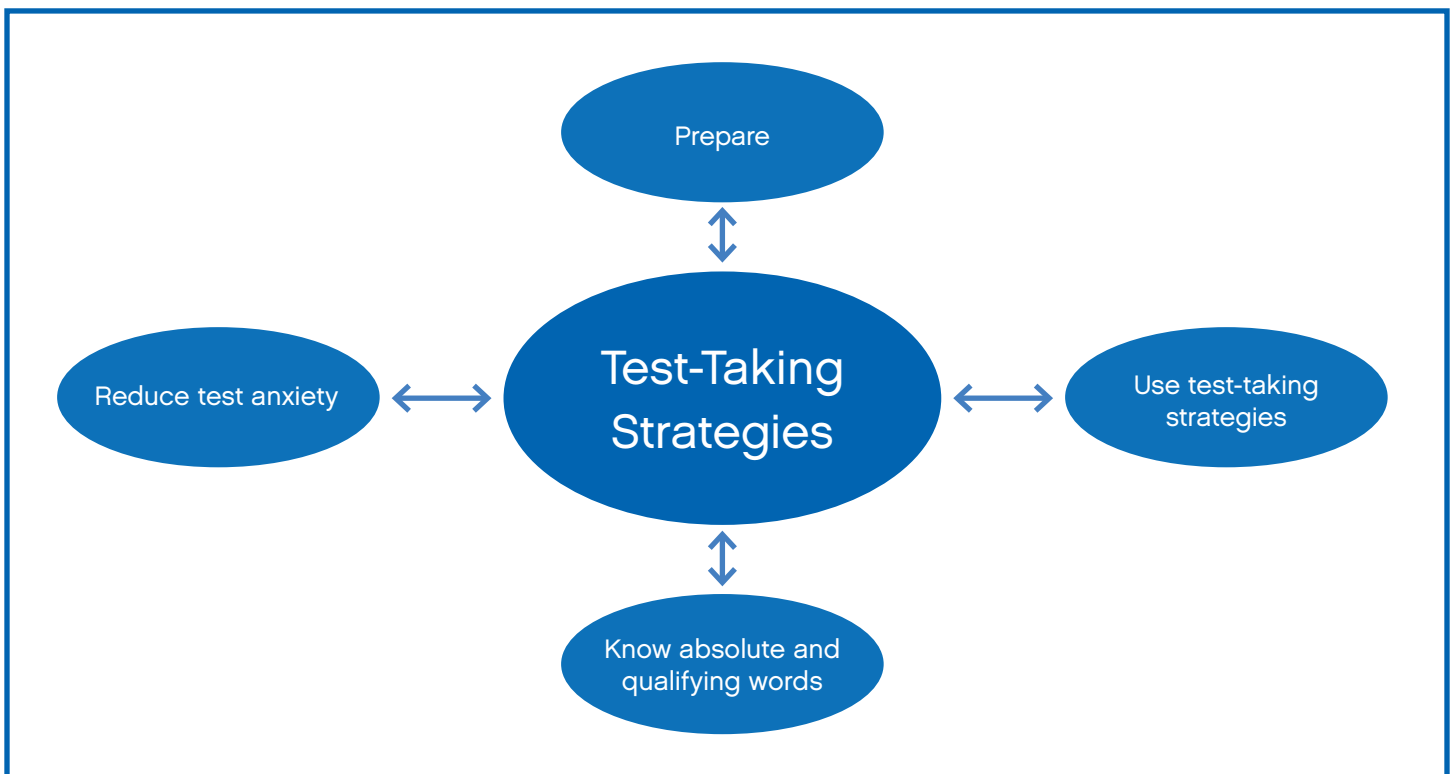 Prepare
Reduce test anxiety
Test-Taking
Strategies
Use test-taking
strategies
Know absolute and
qualifying words